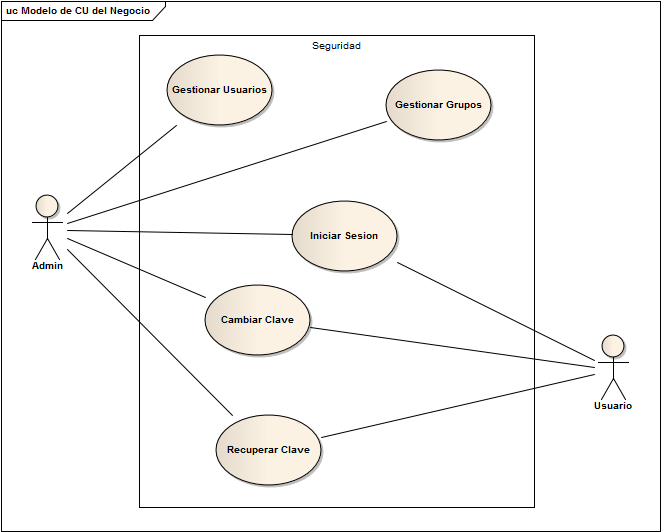 uc Modelo de CU del Negocio
Seguridad
Gestionar Usuarios
Gestionar Grupos
Iniciar Sesion
Admin
Cambiar Clave
Usuario
Recuperar Clave